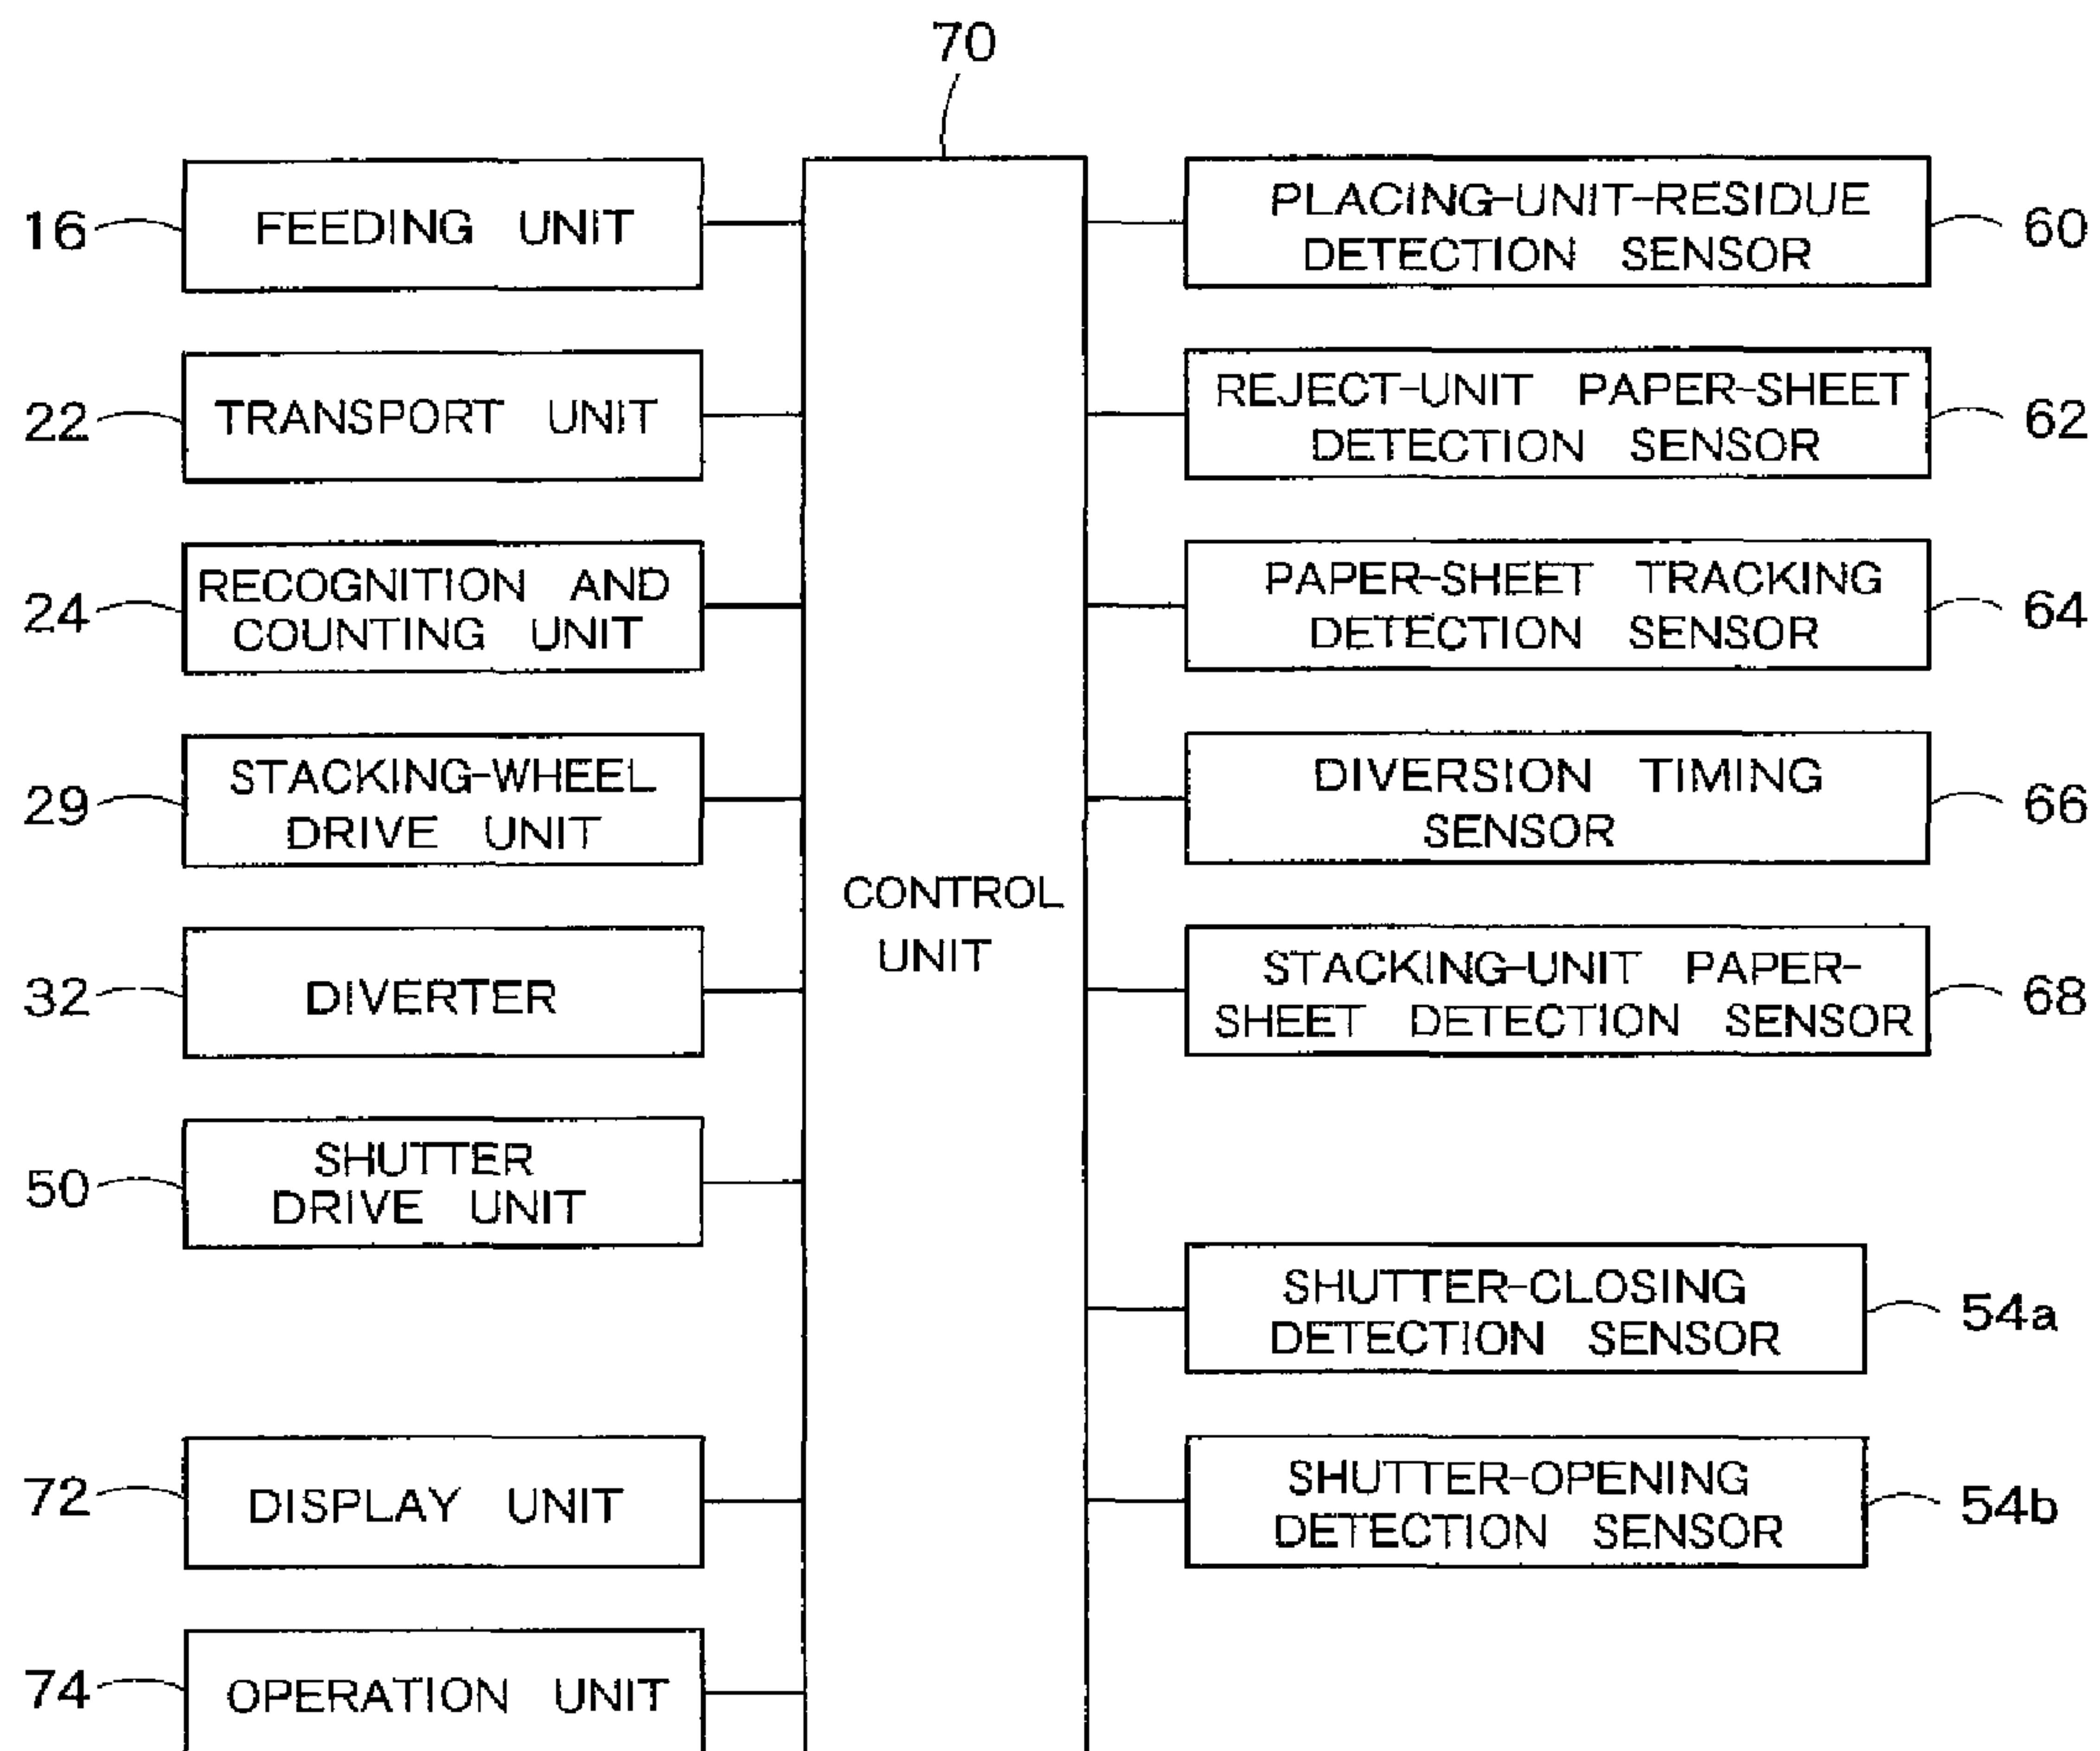 70
16
FEEDING UNIT
22
TRANSPORT UNIT
24
RECOGNITION AND
COUNTING UNIT
29
STACKING-WHEEL
DRIVE UNIT
32
DIVERTER
50
SHUTTER
DRIVE UNIT
72
DISPLAY UNIT
74
OPERATION UNIT
CONTROL
UNIT
PLACING-UNIT-RESIDUE
DETECTION SENSOR
60
REJECT-UNIT PAPER-SHEET
DETECTION SENSOR
62
PAPER-SHEET TRACKING
DETECTION SENSOR
64
DIVERSION TIMING
SENSOR
66
STACKING-UNIT PAPER-
SHEET DETECTION SENSOR
68
SHUTTER-CLOSING
DETECTION SENSOR
54a
SHUTTER-OPENING
DETECTION SENSOR
54b